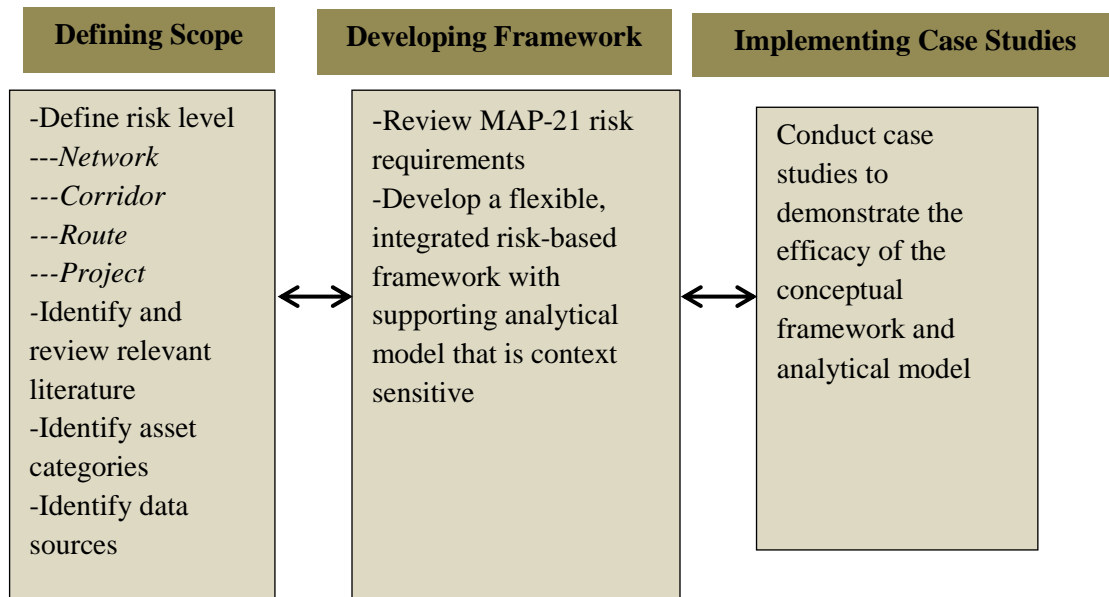 Defining Scope
-Define risk level
---Network
---Corridor
---Route
---Project
-Identify and
review relevant
literature
-Identify asset
categories
-Identify data
sources
Developing Framework
-Review MAP-21 risk
requirements
-Develop a flexible,
integrated risk-based
framework with
supporting analytical
model that is context
sensitive
Implementing Case Studies
Conduct case
studies to
demonstrate the
efficacy of the
conceptual
framework and
analytical model